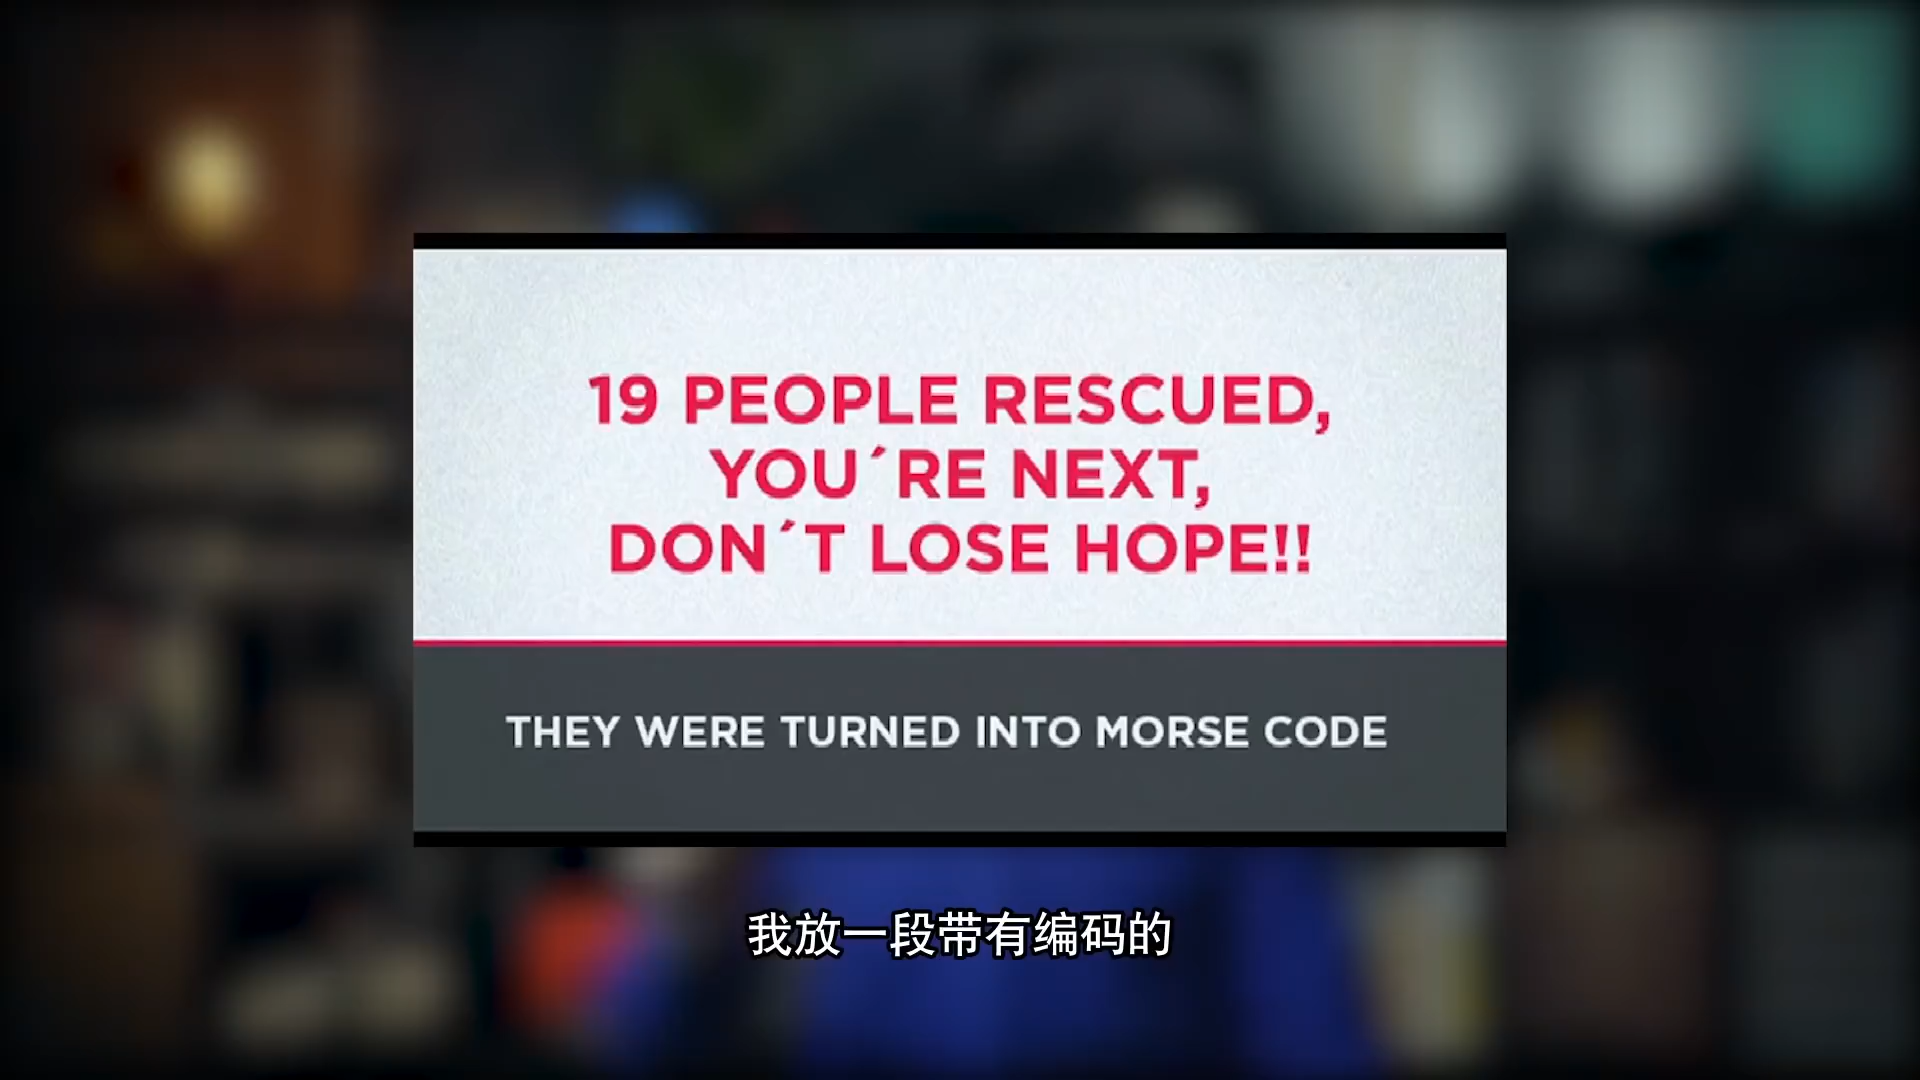 19 PEOPLE RESCUED,
YOU´RE NEXT,
DON´T LOSE HOPE!!
THEY WERE TURNED INTO MORSE CODE
我放一段带有编码的